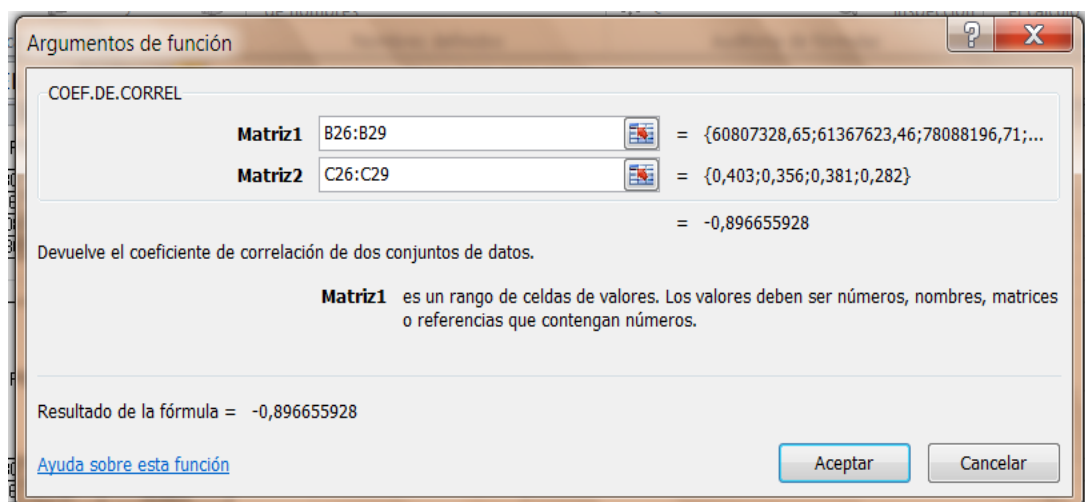 de nombres
Argumentos de función
COEF.DE.CORREL
Matriz1 B26:B29 = {60807328,65;61367623,46;78088196,71;...
Matriz2 C26:C29 = {0,403;0,356;0,381;0,282}
= -0,896655928
Devuelve el coeficiente de correlación de dos conjuntos de datos.
Matriz1 es un rango de celdas de valores. Los valores deben ser números, nombres, matrices
o referencias que contengan números.
Resultado de la fórmula = -0,896655928
Ayuda sobre esta función
Aceptar Cancelar